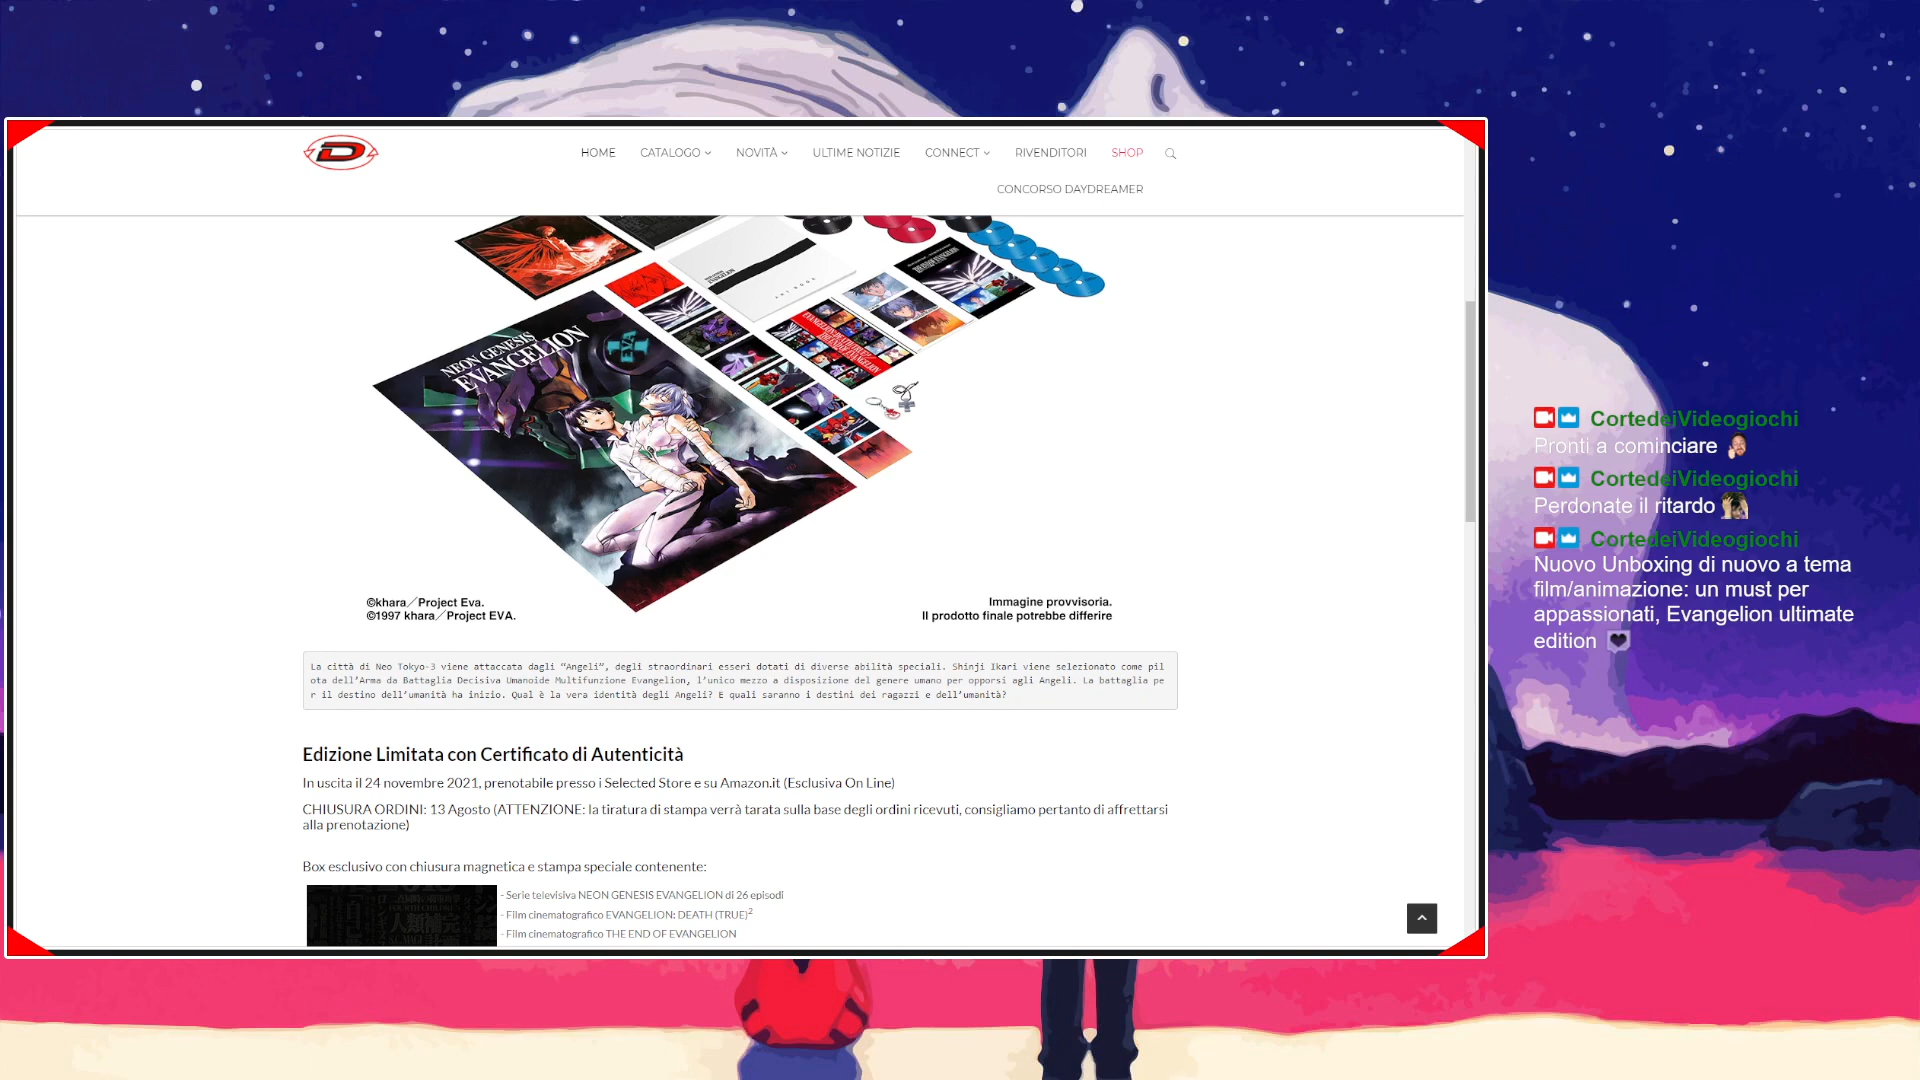 D
HOME CATALOGO NOVITÀ ULTIME NOTIZIE CONNECT RIVENDITORI SHOP
CONCORSO DAYDREAMER
NEON GENESIS
EVANGELION
EVA
ART BOOK
©khara／Project Eva.
©1997 khara／Project EVA.
Immagine provvisoria.
Il prodotto finale potrebbe differire
La città di Neo Tokyo-3 viene attaccata dagli “Angeli”, degli straordinari esseri dotati di diverse abilità speciali. Shinji Ikari viene selezionato come pil
ota dell’Arma da Battaglia Decisiva Umanoide Multifunzione Evangelion, l’unico mezzo a disposizione del genere umano per opporsi agli Angeli. La battaglia pe
r il destino dell’umanità ha inizio. Qual è la vera identità degli Angeli? E quali saranno i destini dei ragazzi e dell’umanità?
Edizione Limitata con Certificato di Autenticità
In uscita il 24 novembre 2021, prenotabile presso i Selected Store e su Amazon.it (Esclusiva On Line)
CHIUSURA ORDINI: 13 Agosto (ATTENZIONE: la tiratura di stampa verrà tarata sulla base degli ordini ricevuti, consigliamo pertanto di affrettarsi
alla prenotazione)
Box esclusivo con chiusura magnetica e stampa speciale contenente:
- Serie televisiva NEON GENESIS EVANGELION di 26 episodi
- Film cinematografico EVANGELION: DEATH (TRUE)²
- Film cinematografico THE END OF EVANGELION
人類補完
CortedeiVideogiochi
Pronti a cominciare
CortedeiVideogiochi
Perdonate il ritardo
CortedeiVideogiochi
Nuovo Unboxing di nuovo a tema
film/animazione: un must per
appassionati, Evangelion ultimate
edition